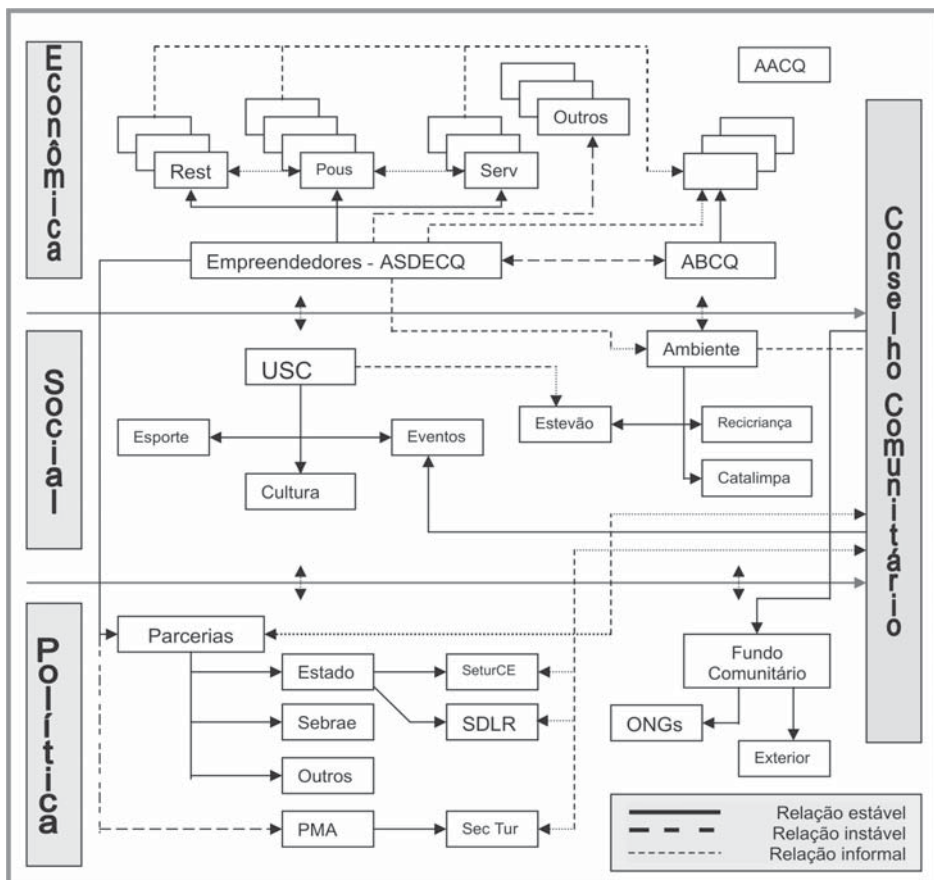 Econômica
AACQ
Outros
Rest
Pous
Serv
Empreendedores - ASDECQ
ABCQ
Conselho Comunitário
Social
USC
Ambiente
Esporte
Eventos
Estevão
Recicriança
Cultura
Catalimpa
Política
Parcerias
Estado
SeturCE
Fundo
Comunitário
Sebrae
SDLR
ONGs
Outros
Exterior
PMA
Sec Tur
Relação estável
Relação instável
Relação informal